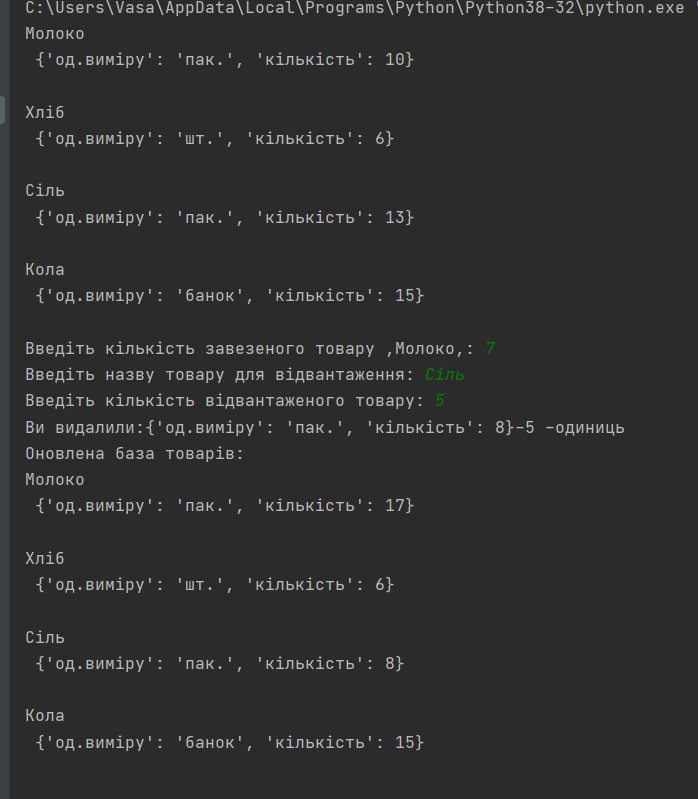 C:\Users\Vasa\AppData\Local\Programs\Python\Python38-32\python.exe "
Молоко
{'од.виміру': 'пак.', 'кількість': 10}
Хліб
{'од.виміру': 'шт.', 'кількість': 6}
Сіль
{'од.виміру': 'пак.', 'кількість': 13}
Кола
{'од.виміру': 'банок', 'кількість': 15}
Введіть кількість завезеного товару ,Молоко,: 7
Введіть назву товару для відвантаження: Сіль
Введіть кількість відвантаженого товару: 5
Ви видалили:{'од.виміру': 'пак.', 'кількість': 8}-5 -одиниць
Оновлена база товарів:
Молоко
{'од.виміру': 'пак.', 'кількість': 17}
Хліб
{'од.виміру': 'шт.', 'кількість': 6}
Сіль
{'од.виміру': 'пак.', 'кількість': 8}
Кола
{'од.виміру': 'банок', 'кількість': 15}